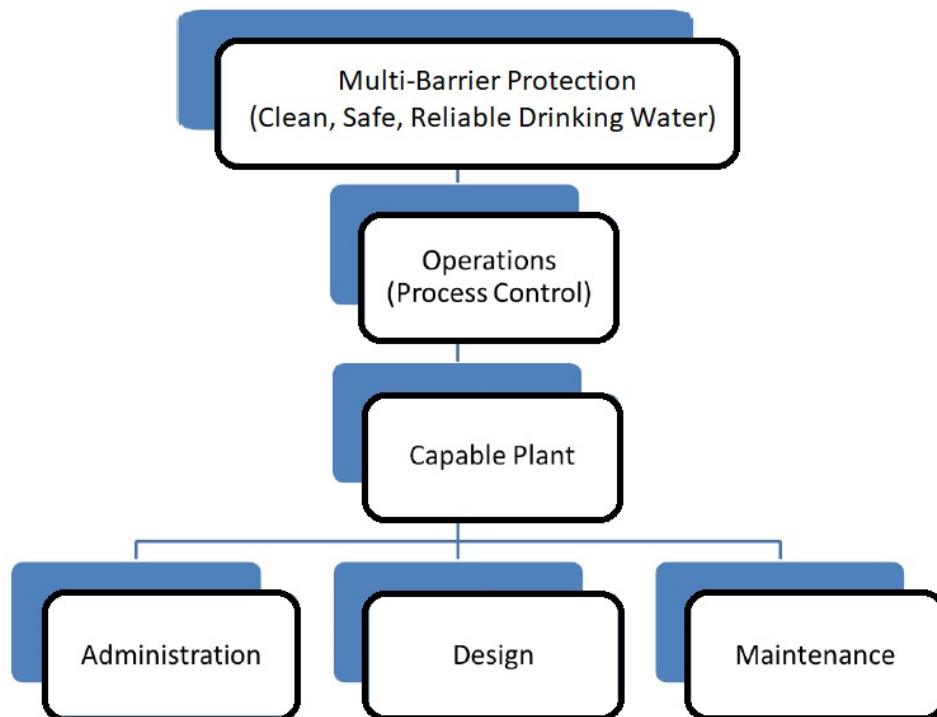 Multi-Barrier Protection
(Clean, Safe, Reliable Drinking Water)
Operations
(Process Control)
Capable Plant
Administration
Design
Maintenance